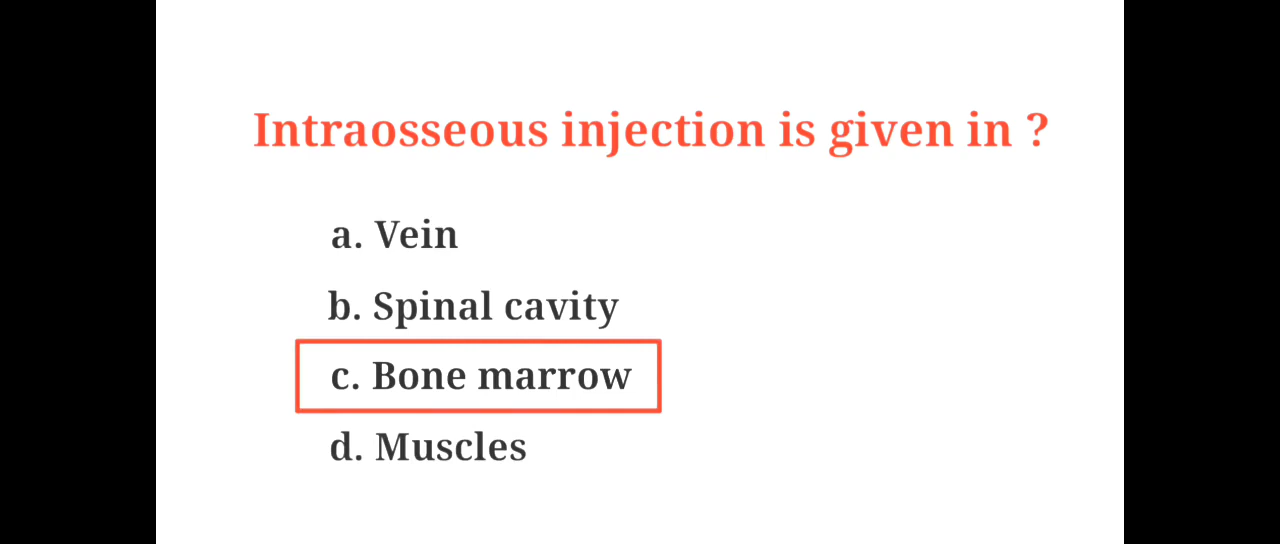 Intraosseous injection is given in ?
a. Vein
b. Spinal cavity
c. Bone marrow
d. Muscles